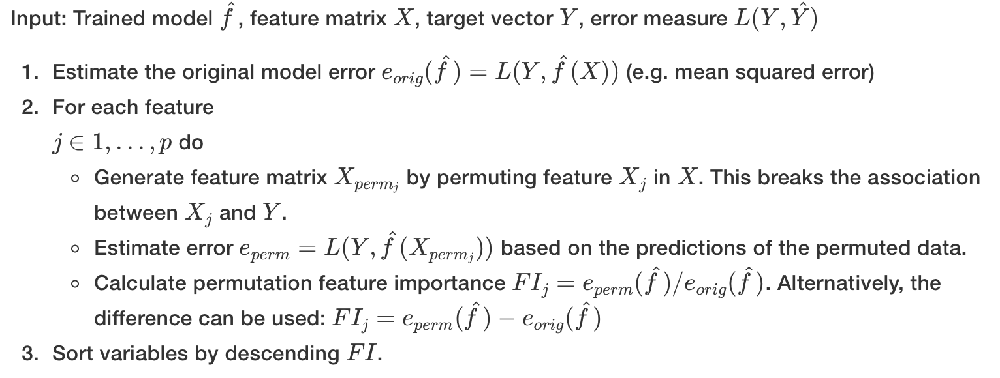 Input: Trained model $\hat{f}$, feature matrix $X$, target vector $Y$, error measure $L(Y, \hat{Y})$
1. Estimate the original model error $e_{orig}(\hat{f}) = L(Y, \hat{f}(X))$ (e.g. mean squared error)
2. For each feature
$j \in 1, \ldots, p$ do
◦ Generate feature matrix $X_{perm_j}$ by permuting feature $X_j$ in $X$. This breaks the association
between $X_j$ and $Y$.
◦ Estimate error $e_{perm} = L(Y, \hat{f}(X_{perm_j}))$ based on the predictions of the permuted data.
◦ Calculate permutation feature importance $FI_j = e_{perm}(\hat{f})/e_{orig}(\hat{f})$. Alternatively, the
difference can be used: $FI_j = e_{perm}(\hat{f}) - e_{orig}(\hat{f})$
3. Sort variables by descending $FI$.